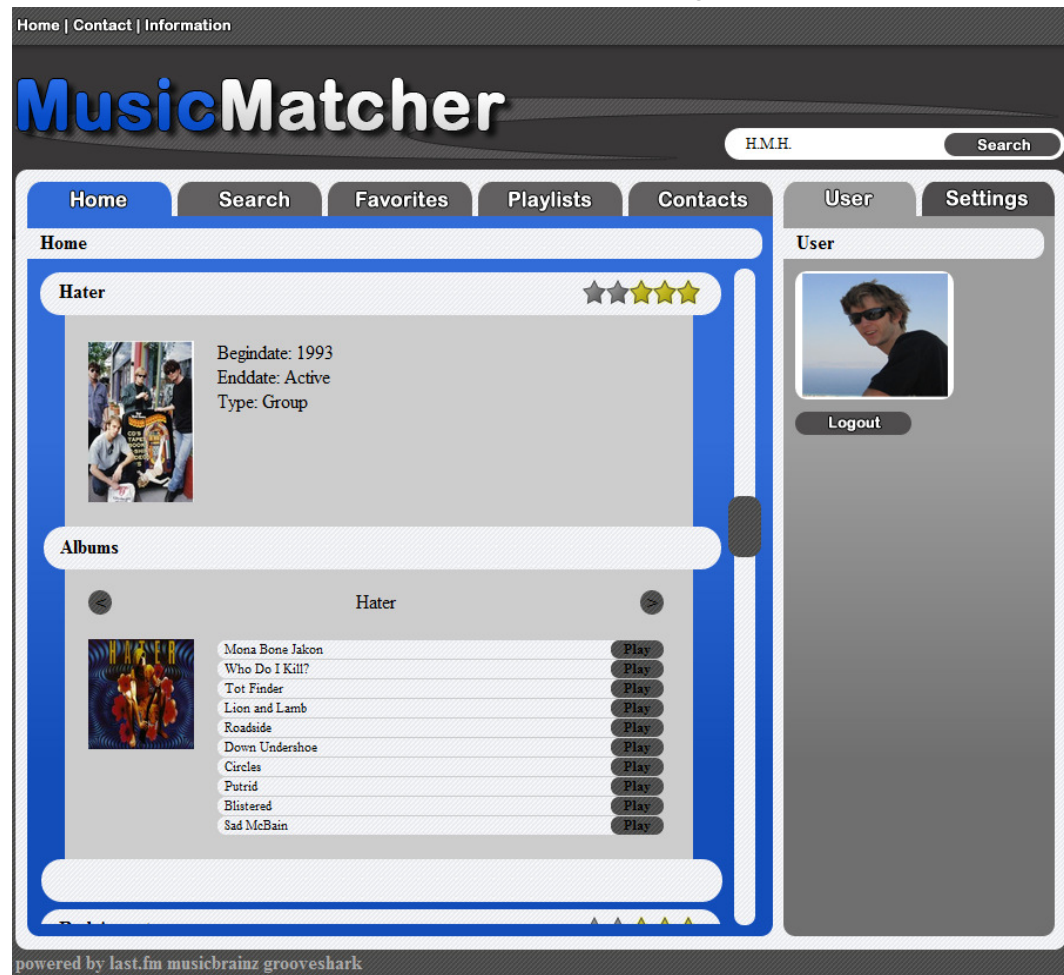 Home | Contact | Information
MusicMatcher
H.M.H. Search
Home Search Favorites Playlists Contacts User Settings
Home User
Hater
Begindate: 1993
Enddate: Active
Type: Group
Logout
Albums
< Hater >
HATER
Mona Bone Jakon Play
Who Do I Kill? Play
Tot Finder Play
Lion and Lamb Play
Roadside Play
Down Undershoe Play
Circles Play
Putrid Play
Blistered Play
Sad McBain Play
powered by last.fm musicbrainz grooveshark